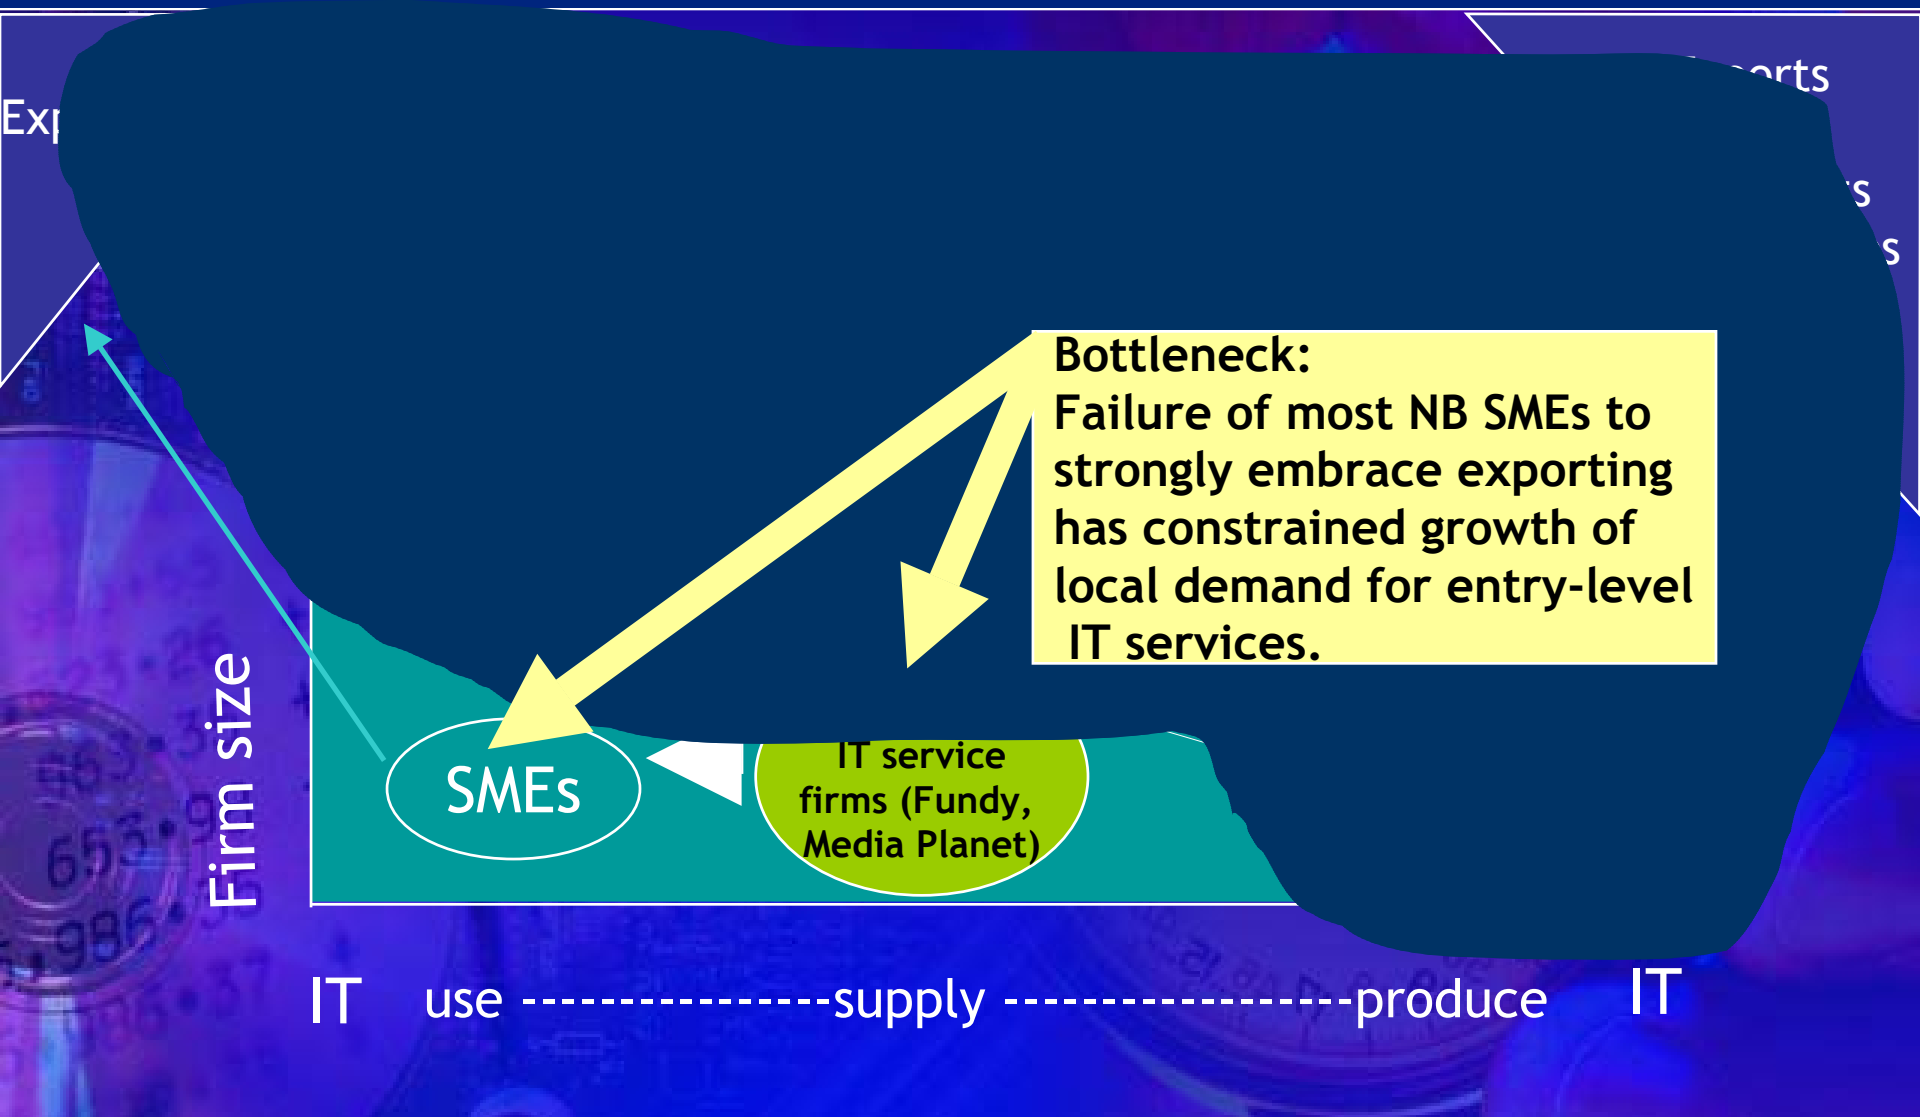 Bottleneck:
Failure of most NB SMEs to
strongly embrace exporting
has constrained growth of
local demand for entry-level
IT services.
Firm size
SMEs
IT service
firms (Fundy,
Media Planet)
IT use --------------supply ----------------produce IT